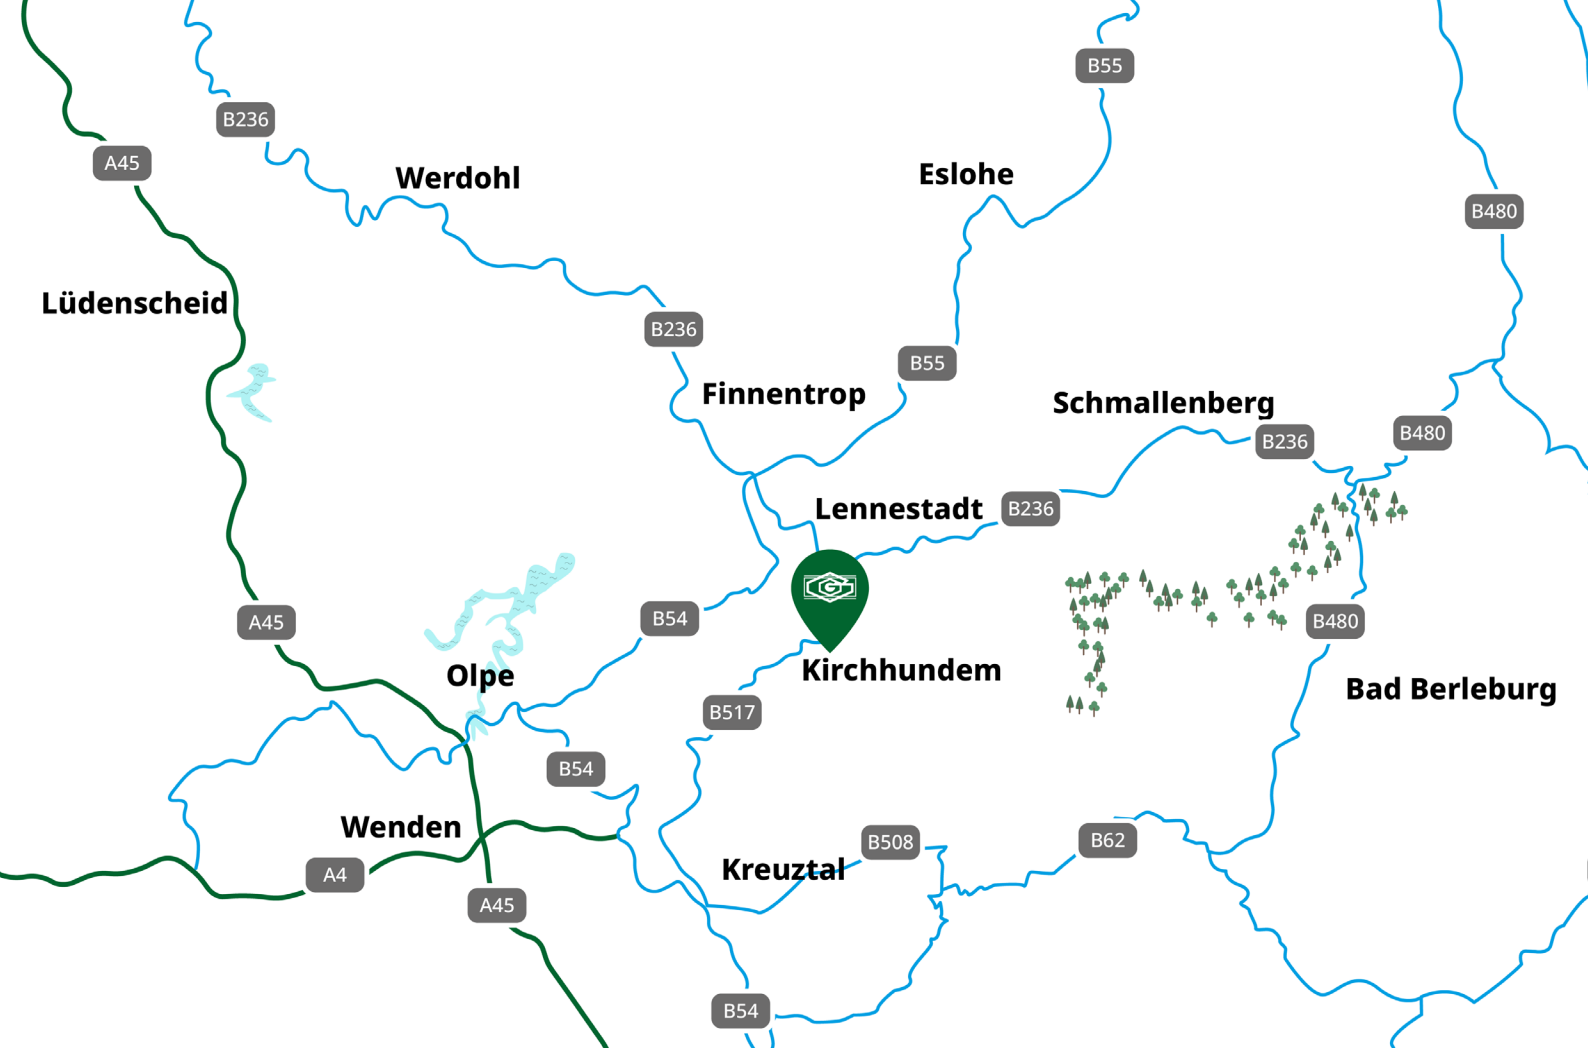 B55
B236
A45
Werdohl
Eslohe
B480
Lüdenscheid
B236
B55
Finnentrop
Schmallenberg
B236
B480
Lennestadt
B236
A45
B54
B480
Olpe
Kirchhundem
Bad Berleburg
B517
B54
Wenden
B508
B62
Kreuztal
A4
A45
B54